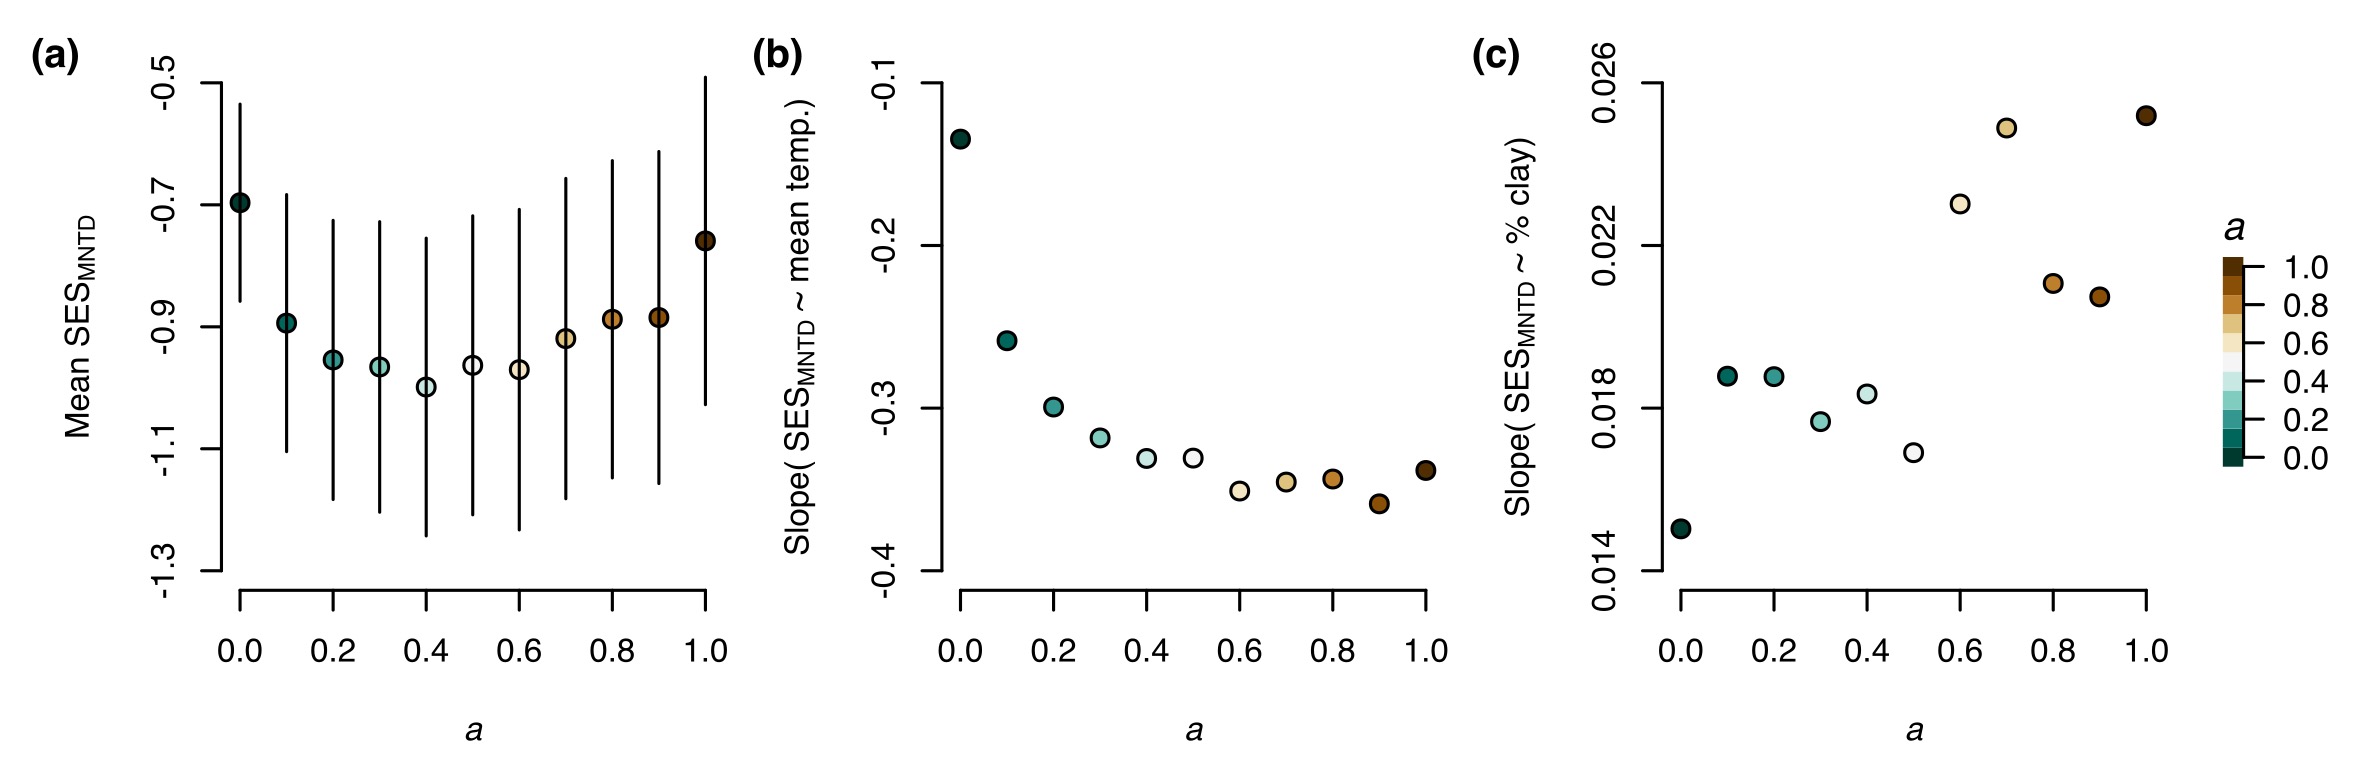 (a)
Mean SES_MNTD
-0.5
-0.7
-0.9
-1.1
-1.3
0.0 0.2 0.4 0.6 0.8 1.0
a
(b)
Slope( SES_MNTD ~ mean temp.)
-0.1
-0.2
-0.3
-0.4
0.0 0.2 0.4 0.6 0.8 1.0
a
(c)
Slope( SES_MNTD ~ % clay)
0.026
0.022
0.018
0.014
0.0 0.2 0.4 0.6 0.8 1.0
a
a
1.0
0.8
0.6
0.4
0.2
0.0